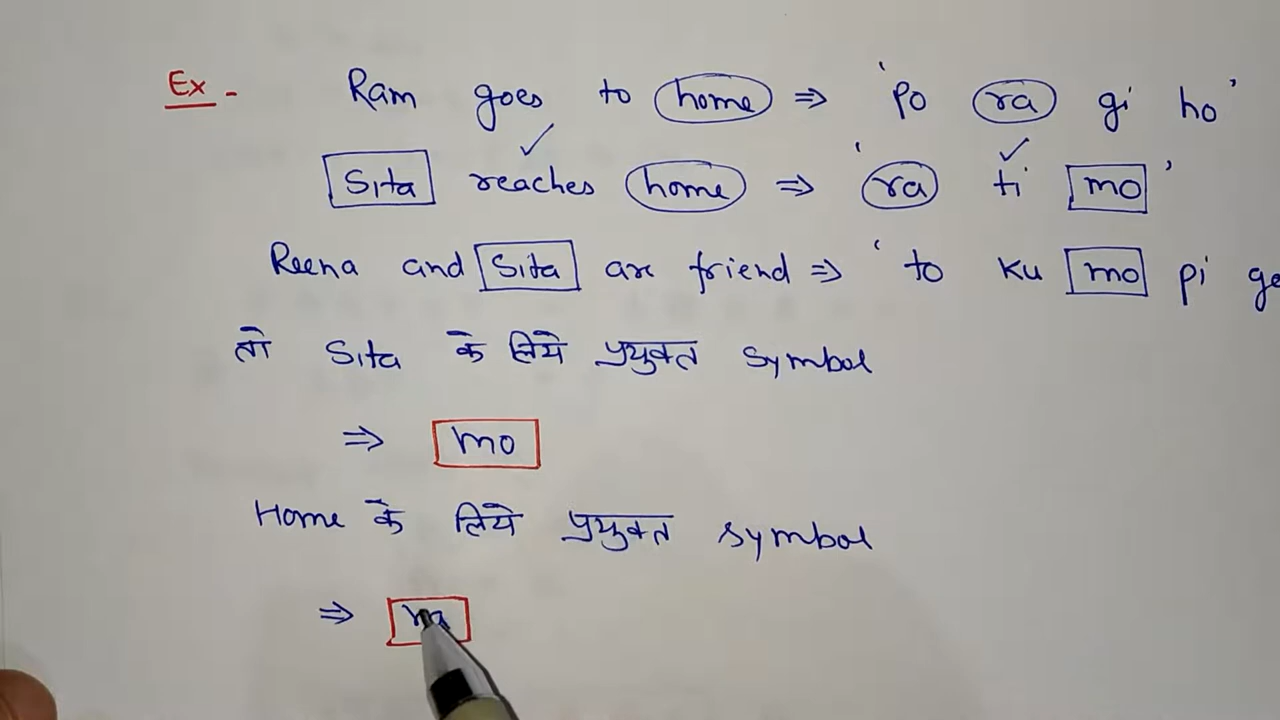 Ex - Ram goes to home ⇒ 'Po ra gi ho'
Sita reaches home ⇒ 'ra ti mo'
Reena and Sita are friend ⇒ 'to Ku mo pi ge
तो Sita के लिये प्रयुक्त Symbol
⇒ mo
Home के लिये प्रयुक्त symbol
⇒ ra